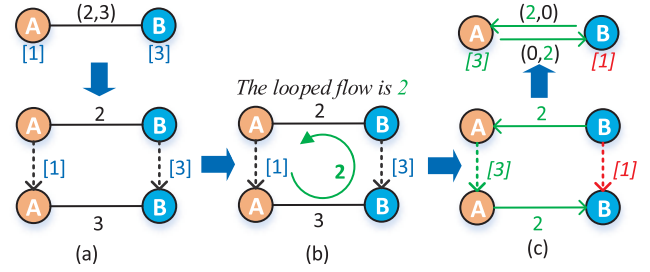 (2,3)
A B
[1] [3]
2
A B
[1] [3]
A B
3
(a)
The looped flow is 2
2
A B
[1] 2 [3]
A B
3
(b)
(2,0)
A B
[3] (0,2) [1]
2
A B
[3] [1]
A B
2
(c)